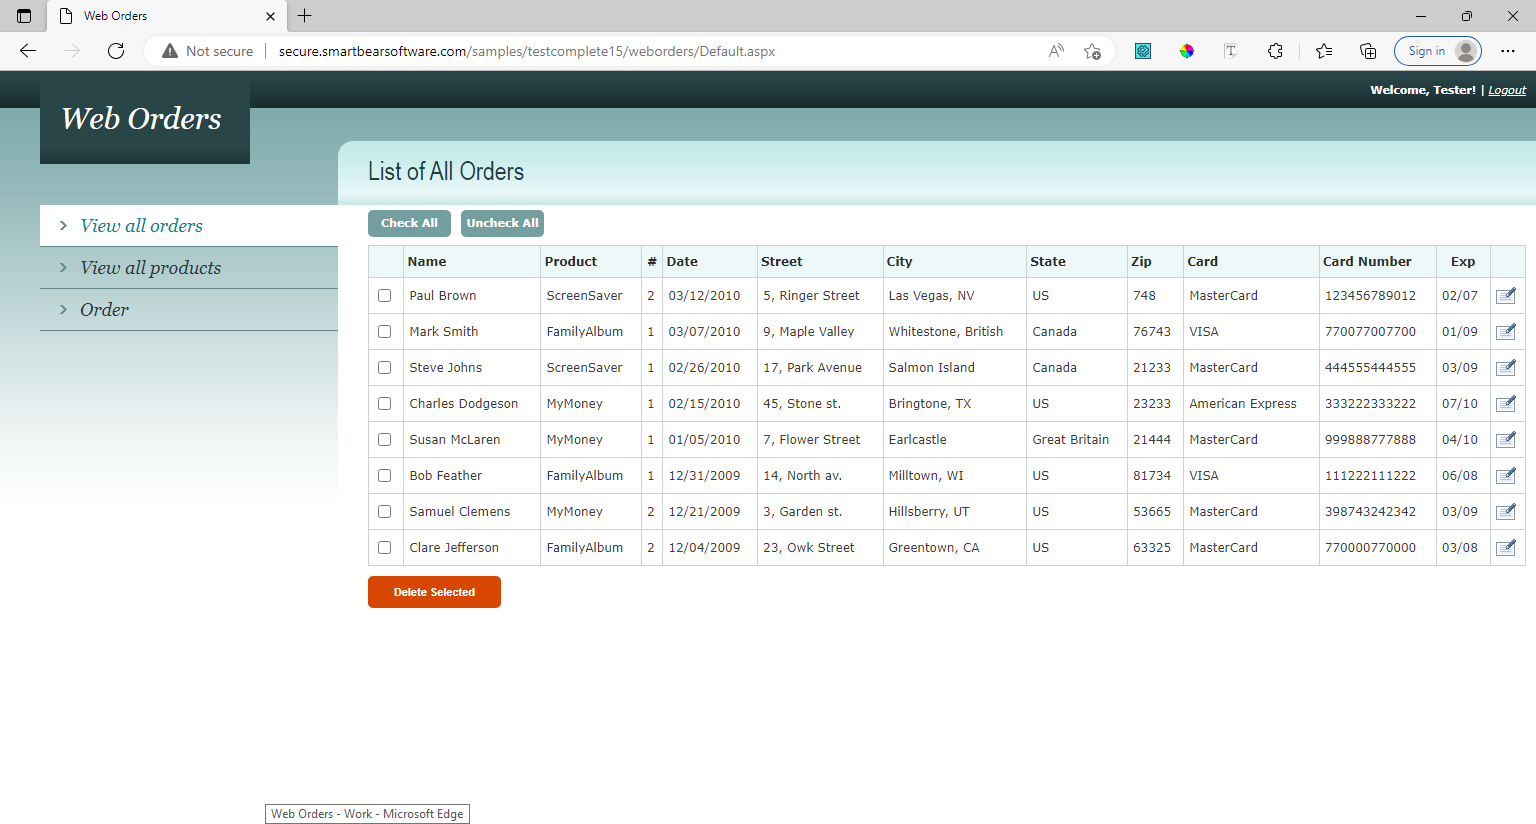 Web Orders
Not secure
secure.smartbearsoftware.com/samples/testcomplete15/weborders/Default.aspx
Sign in
Welcome, Tester! | Logout
Web Orders
List of All Orders
View all orders
View all products
Order
Check All Uncheck All
Name Product # Date Street City State Zip Card Card Number Exp
Paul Brown ScreenSaver 2 03/12/2010 5, Ringer Street Las Vegas, NV US 748 MasterCard 123456789012 02/07
Mark Smith FamilyAlbum 1 03/07/2010 9, Maple Valley Whitestone, British Canada 76743 VISA 770077007700 01/09
Steve Johns ScreenSaver 1 02/26/2010 17, Park Avenue Salmon Island Canada 21233 MasterCard 444555444555 03/09
Charles Dodgeson MyMoney 1 02/15/2010 45, Stone st. Bringtone, TX US 23233 American Express 333222333222 07/10
Susan McLaren MyMoney 1 01/05/2010 7, Flower Street Earlcastle Great Britain 21444 MasterCard 999888777888 04/10
Bob Feather FamilyAlbum 1 12/31/2009 14, North av. Milltown, WI US 81734 VISA 111222111222 06/08
Samuel Clemens MyMoney 2 12/21/2009 3, Garden st. Hillsberry, UT US 53665 MasterCard 398743242342 03/09
Clare Jefferson FamilyAlbum 2 12/04/2009 23, Owk Street Greentown, CA US 63325 MasterCard 770000770000 03/08
Delete Selected
Web Orders - Work - Microsoft Edge